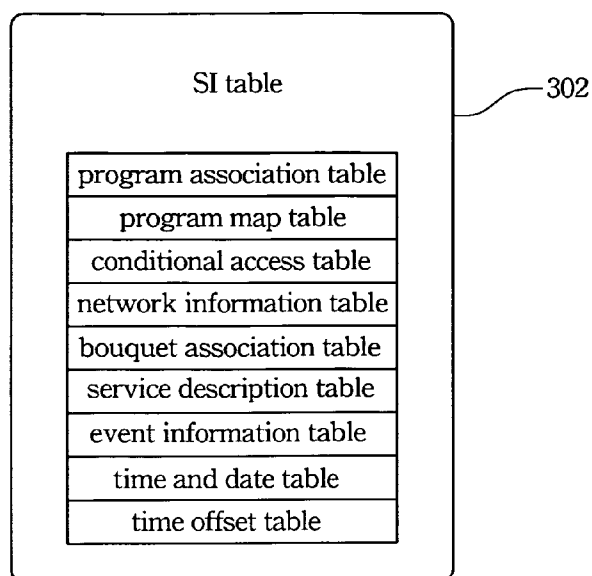 SI table
302
program association table
program map table
conditional access table
network information table
bouquet association table
service description table
event information table
time and date table
time offset table